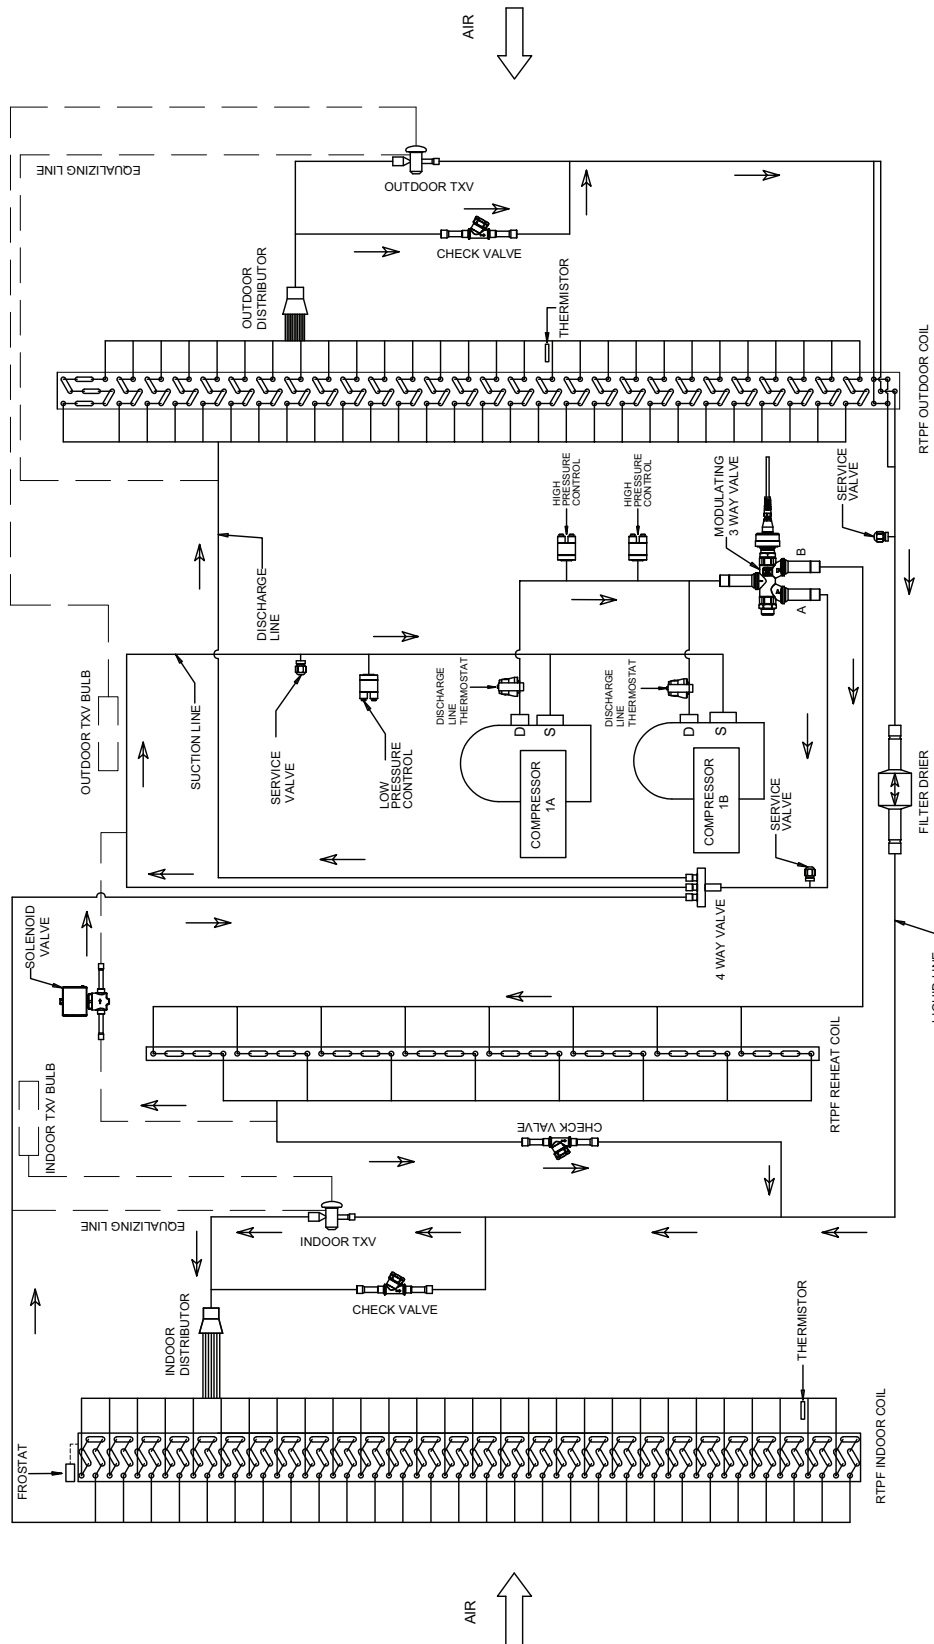 AIR
EQUALIZING LINE
OUTDOOR TXV
CHECK VALVE
OUTDOOR
DISTRIBUTOR
THERMISTOR
RTPF OUTDOOR COIL
HIGH
PRESSURE
CONTROL
HIGH
PRESSURE
CONTROL
MODULATING
3 WAY VALVE
B
A
SERVICE
VALVE
DISCHARGE
LINE
OUTDOOR TXV BULB
SUCTION LINE
SERVICE
VALVE
LOW
PRESSURE
CONTROL
DISCHARGE
LINE
THERMOSTAT
D
S
COMPRESSOR
1A
DISCHARGE
LINE
THERMOSTAT
D
S
COMPRESSOR
1B
SERVICE
VALVE
FILTER DRIER
4 WAY VALVE
SOLENOID
VALVE
RTPF REHEAT COIL
INDOOR TXV BULB
CHECK VALVE
EQUALIZING LINE
INDOOR TXV
CHECK VALVE
INDOOR
DISTRIBUTOR
THERMISTOR
FROSTAT
RTPF INDOOR COIL
AIR